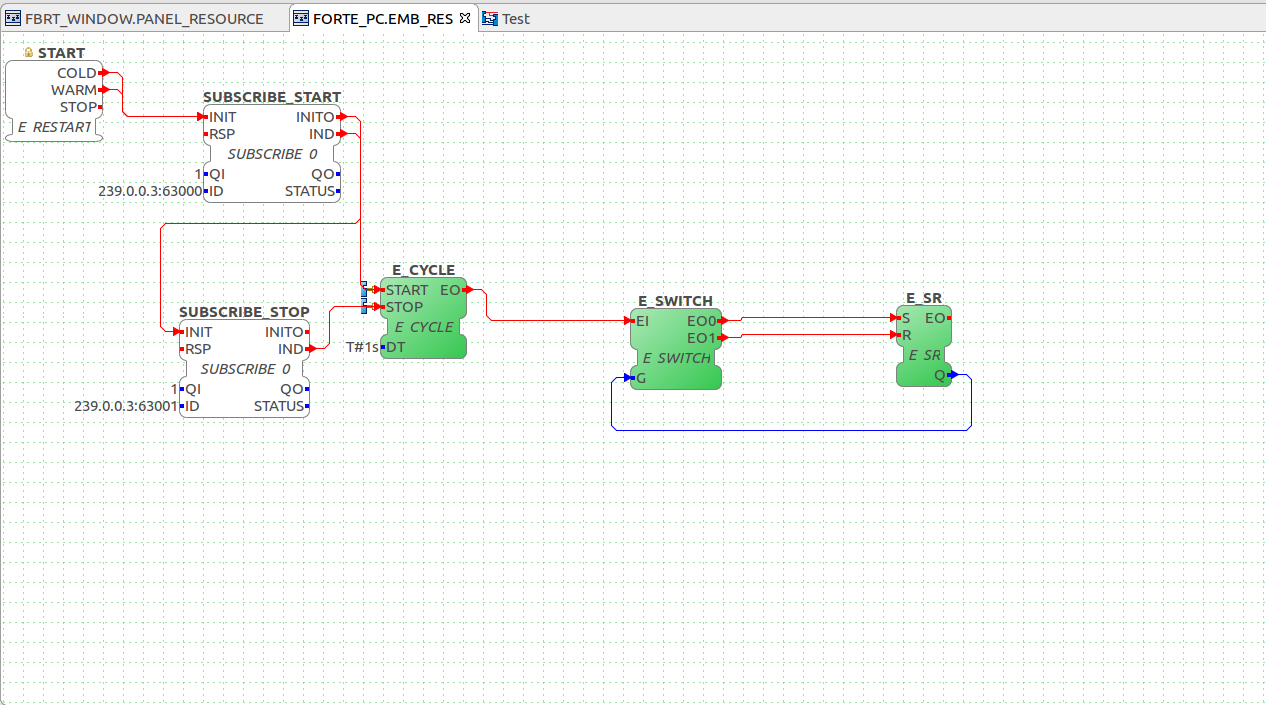 FBRT_WINDOW.PANEL_RESOURCE FORTE_PC.EMB_RES Test
START
COLD
WARM
STOP
E_RESTART
SUBSCRIBE_START
INIT INITO
RSP IND
SUBSCRIBE_0
1 QI QO
239.0.0.3:63000 ID STATUS
E_CYCLE
START EO
STOP
E_CYCLE
T#1s DT
SUBSCRIBE_STOP
INIT INITO
RSP IND
SUBSCRIBE_0
1 QI QO
239.0.0.3:63001 ID STATUS
E_SWITCH
EI EO0
EO1
E_SWITCH
G
E_SR
S EO
R
E_SR
Q